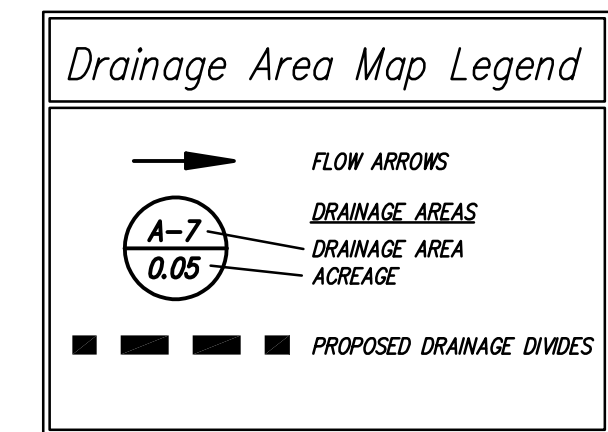 Drainage Area Map Legend
FLOW ARROWS
DRAINAGE AREAS
A-7
DRAINAGE AREA
0.05
ACREAGE
PROPOSED DRAINAGE DIVIDES